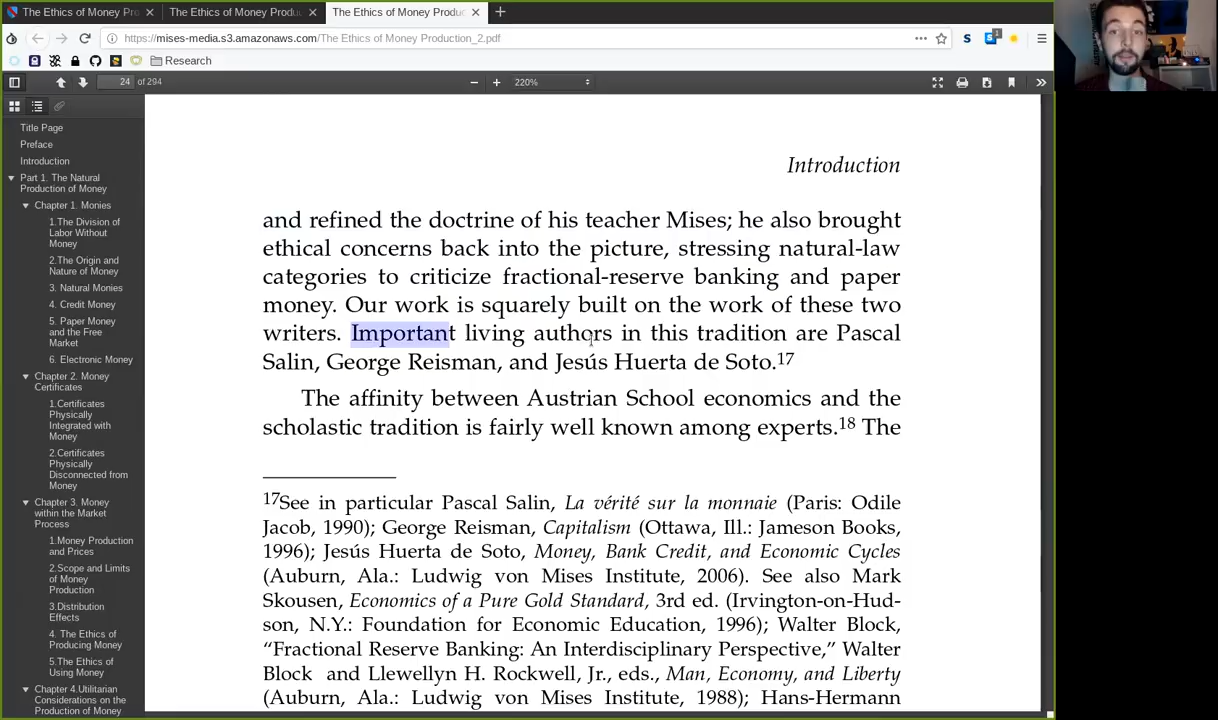 The Ethics of Money Pro
The Ethics of Money Produ
The Ethics of Money Produc
https://mises-media.s3.amazonaws.com/The Ethics of Money Production_2.pdf
Research
24 of 294
220%
Title Page
Preface
Introduction
Part 1. The Natural
Production of Money
Chapter 1. Monies
1.The Division of
Labor Without
Money
2.The Origin and
Nature of Money
3. Natural Monies
4. Credit Money
5. Paper Money
and the Free
Market
6. Electronic Money
Chapter 2. Money
Certificates
1.Certificates
Physically
Integrated with
Money
2.Certificates
Physically
Disconnected from
Money
Chapter 3. Money
within the Market
Process
1.Money Production
and Prices
2.Scope and Limits
of Money
Production
3.Distribution
Effects
4. The Ethics of
Producing Money
5.The Ethics of
Using Money
Chapter 4.Utilitarian
Considerations on the
Production of Money
Introduction
and refined the doctrine of his teacher Mises; he also brought
ethical concerns back into the picture, stressing natural-law
categories to criticize fractional-reserve banking and paper
money. Our work is squarely built on the work of these two
writers. Important living authors in this tradition are Pascal
Salin, George Reisman, and Jesús Huerta de Soto.17
The affinity between Austrian School economics and the
scholastic tradition is fairly well known among experts.18 The
17See in particular Pascal Salin, La vérité sur la monnaie (Paris: Odile
Jacob, 1990); George Reisman, Capitalism (Ottawa, Ill.: Jameson Books,
1996); Jesús Huerta de Soto, Money, Bank Credit, and Economic Cycles
(Auburn, Ala.: Ludwig von Mises Institute, 2006). See also Mark
Skousen, Economics of a Pure Gold Standard, 3rd ed. (Irvington-on-Hud-
son, N.Y.: Foundation for Economic Education, 1996); Walter Block,
“Fractional Reserve Banking: An Interdisciplinary Perspective,” Walter
Block and Llewellyn H. Rockwell, Jr., eds., Man, Economy, and Liberty
(Auburn, Ala.: Ludwig von Mises Institute, 1988); Hans-Hermann